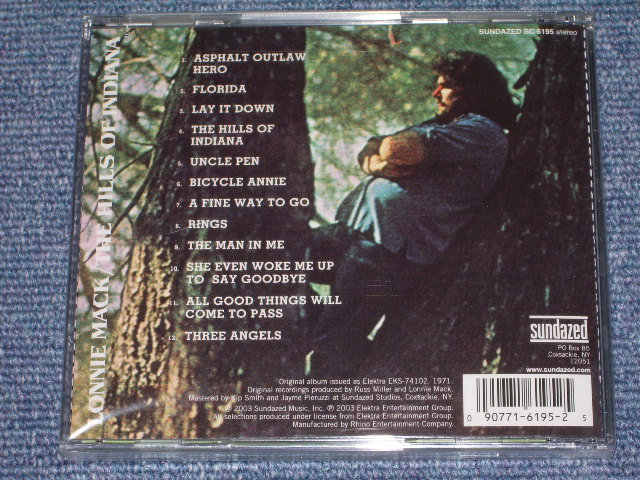 SUNDAZED SC 6195 stereo
LONNIE MACK/THE HILLS OF INDIANA
1. ASPHALT OUTLAW
HERO
2. FLORIDA
3. LAY IT DOWN
4. THE HILLS OF
INDIANA
5. UNCLE PEN
6. BICYCLE ANNIE
7. A FINE WAY TO GO
8. RINGS
9. THE MAN IN ME
10. SHE EVEN WOKE ME UP
TO SAY GOODBYE
11. ALL GOOD THINGS WILL
COME TO PASS
12. THREE ANGELS
sundazed
PO Box 85
Coxsackie, NY
12051
www.sundazed.com
Original album issued as Elektra EKS-74102, 1971.
Original recordings produced by Russ Miller and Lonnie Mack.
Mastered by Kip Smith and Jayme Pieruzzi at Sundazed Studios, Coxsackie, NY.
© 2003 Sundazed Music, Inc. ℗ 2003 Elektra Entertainment Group.
All selections produced under license from Elektra Entertainment Group.
Manufactured by Rhino Entertainment Company.
0 90771-6195-2 5